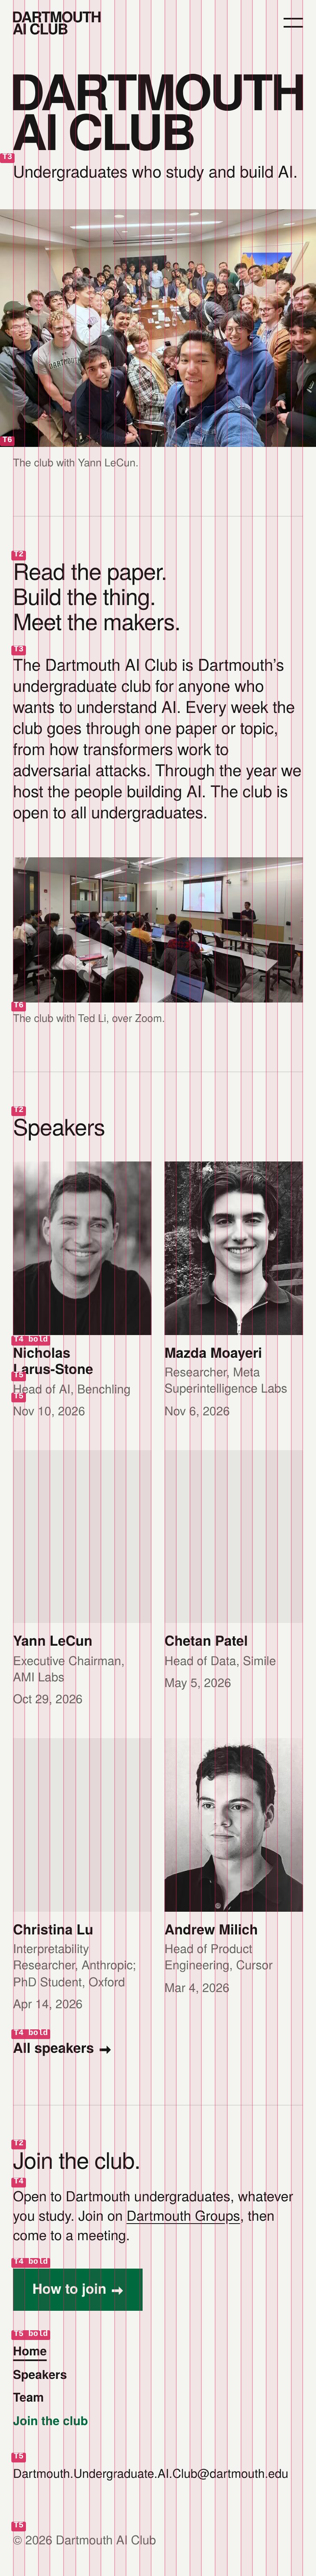 DARTMOUTH
AI CLUB
DARTMOUTH
AI CLUB
T3
Undergraduates who study and build AI.
T6
The club with Yann LeCun.
T2
Read the paper.
Build the thing.
Meet the makers.
T3
The Dartmouth AI Club is Dartmouth’s
undergraduate club for anyone who
wants to understand AI. Every week the
club goes through one paper or topic,
from how transformers work to
adversarial attacks. Through the year we
host the people building AI. The club is
open to all undergraduates.
T6
The club with Ted Li, over Zoom.
T2
Speakers
T4 bold
Nicholas
Larus-Stone
T5
Head of AI, Benchling
T5
Nov 10, 2026
Mazda Moayeri
Researcher, Meta
Superintelligence Labs
Nov 6, 2026
Yann LeCun
Executive Chairman,
AMI Labs
Oct 29, 2026
Chetan Patel
Head of Data, Simile
May 5, 2026
Christina Lu
Interpretability
Researcher, Anthropic;
PhD Student, Oxford
Apr 14, 2026
Andrew Milich
Head of Product
Engineering, Cursor
Mar 4, 2026
T4 bold
All speakers →
T2
Join the club.
T4
Open to Dartmouth undergraduates, whatever
you study. Join on Dartmouth Groups, then
come to a meeting.
T4 bold
How to join →
T5 bold
Home
Speakers
Team
Join the club
T5
Dartmouth.Undergraduate.AI.Club@dartmouth.edu
T5
© 2026 Dartmouth AI Club